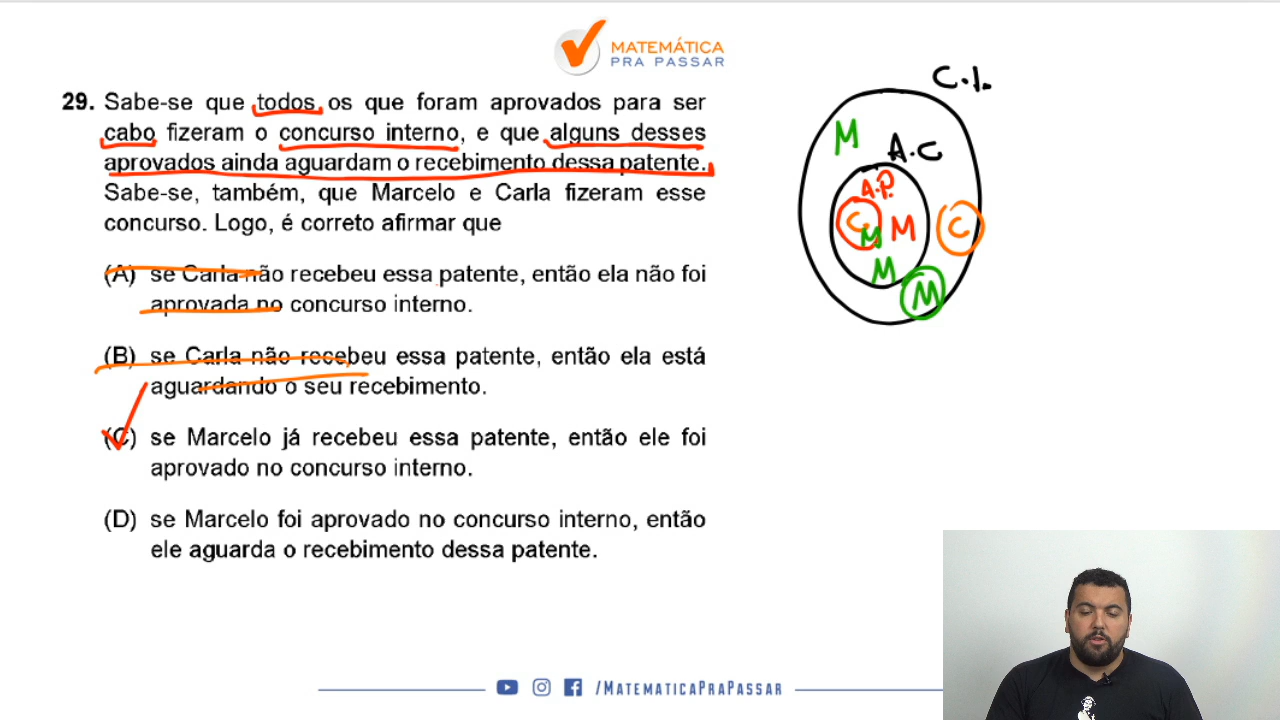 MATEMÁTICA
PRA PASSAR
29. Sabe-se que todos os que foram aprovados para ser
cabo fizeram o concurso interno, e que alguns desses
aprovados ainda aguardam o recebimento dessa patente.
Sabe-se, também, que Marcelo e Carla fizeram esse
concurso. Logo, é correto afirmar que
(A) se Carla não recebeu essa patente, então ela não foi
aprovada no concurso interno.
(B) se Carla não recebeu essa patente, então ela está
aguardando o seu recebimento.
(C) se Marcelo já recebeu essa patente, então ele foi
aprovado no concurso interno.
(D) se Marcelo foi aprovado no concurso interno, então
ele aguarda o recebimento dessa patente.
C.I.
M
A.C
A.P.
C M C
M
M
M
/MATEMATICAPRAPASSAR